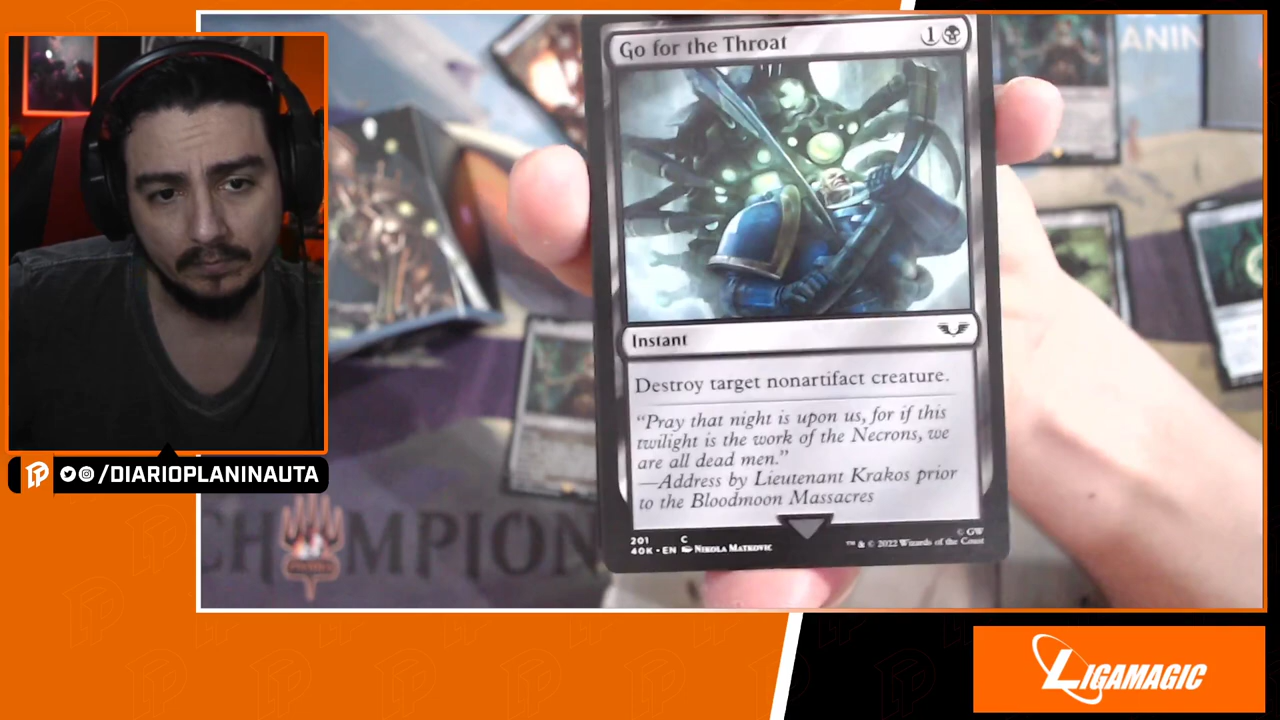 Go for the Throat
1
Instant
Destroy target nonartifact creature.
“Pray that night is upon us, for if this
twilight is the work of the Necrons, we
are all dead men.”
—Address by Lieutenant Krakos prior
to the Bloodmoon Massacres
201 C
40K • EN Nikola Matkovic
© GW
™ & © 2022 Wizards of the Coast
ANIN
/DIARIOPLANINAUTA
CHAMPION
LIGAMAGIC